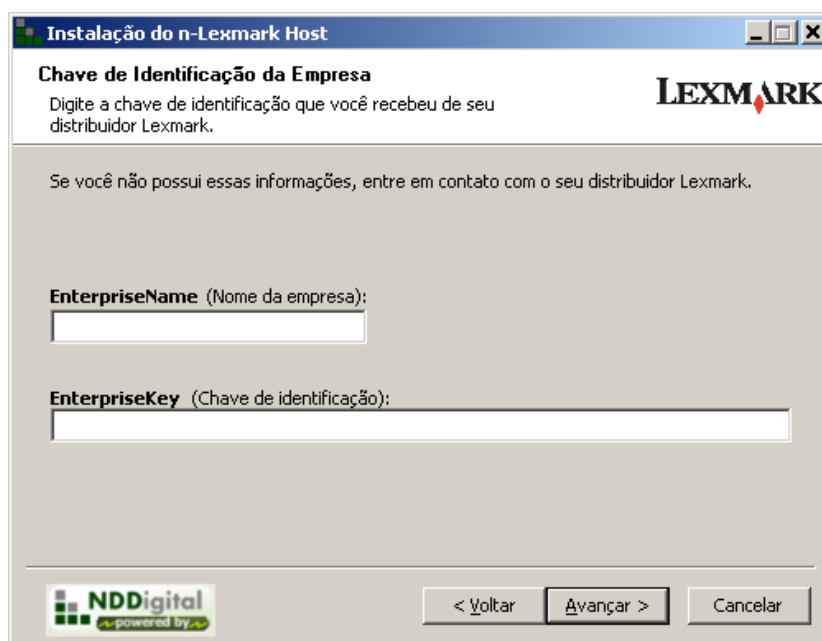 Instalação do n-Lexmark Host
Chave de Identificação da Empresa
Digite a chave de identificação que você recebeu de seu
distribuidor Lexmark.
LEXMARK
Se você não possui essas informações, entre em contato com o seu distribuidor Lexmark.
EnterpriseName (Nome da empresa):
EnterpriseKey (Chave de identificação):
NDDigital
powered by
< Voltar
Avançar >
Cancelar